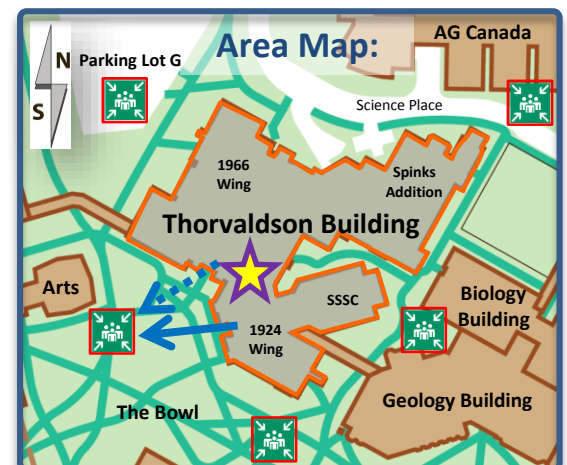 Area Map:
AG Canada
N
S
Parking Lot G
Science Place
1966
Wing
Spinks
Addition
Thorvaldson Building
Arts
SSSC
Biology
Building
1924
Wing
The Bowl
Geology Building